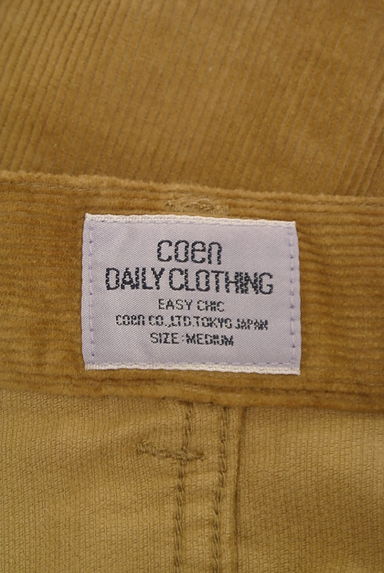 coen
DAILY CLOTHING
EASY CHIC
COEN CO.,LTD.TOKYO JAPAN
SIZE:MEDIUM